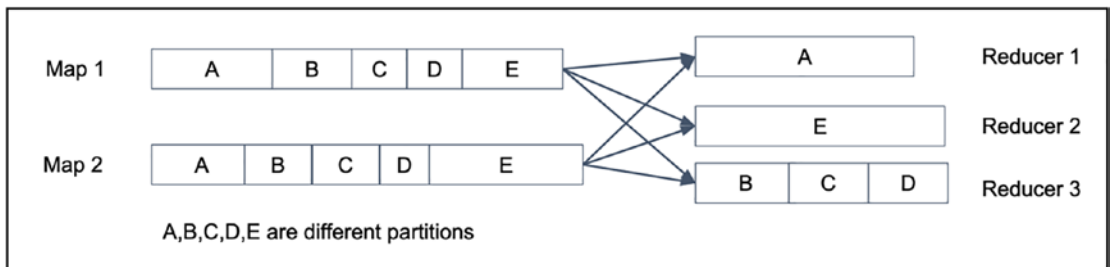 Map 1
A B C D E
A
Reducer 1
E
Reducer 2
Map 2
A B C D E
B C D
Reducer 3
A,B,C,D,E are different partitions